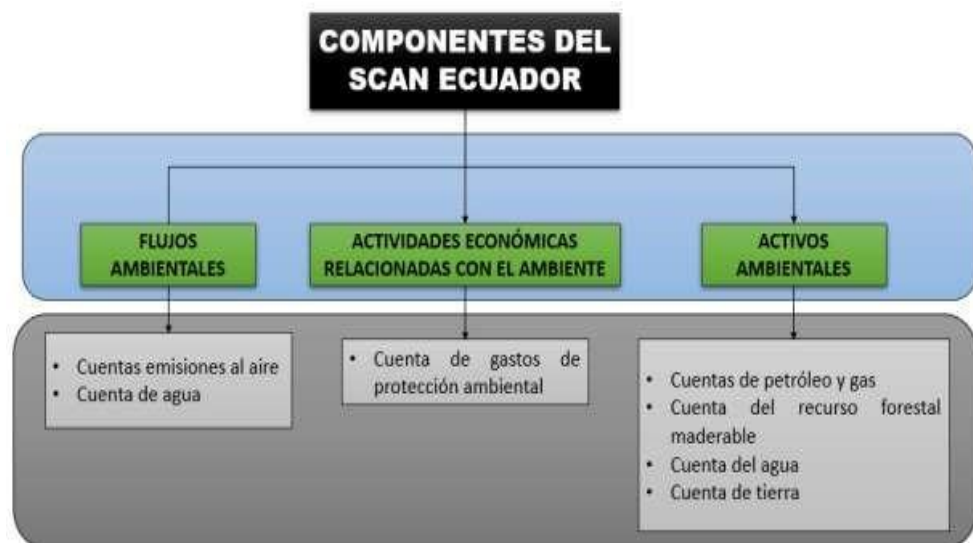 COMPONENTES DEL
SCAN ECUADOR
FLUJOS
AMBIENTALES
ACTIVIDADES ECONÓMICAS
RELACIONADAS CON EL AMBIENTE
ACTIVOS
AMBIENTALES
• Cuentas emisiones al aire
• Cuenta de agua
• Cuenta de gastos de
protección ambiental
• Cuentas de petróleo y gas
• Cuenta del recurso forestal
maderable
• Cuenta del agua
• Cuenta de tierra